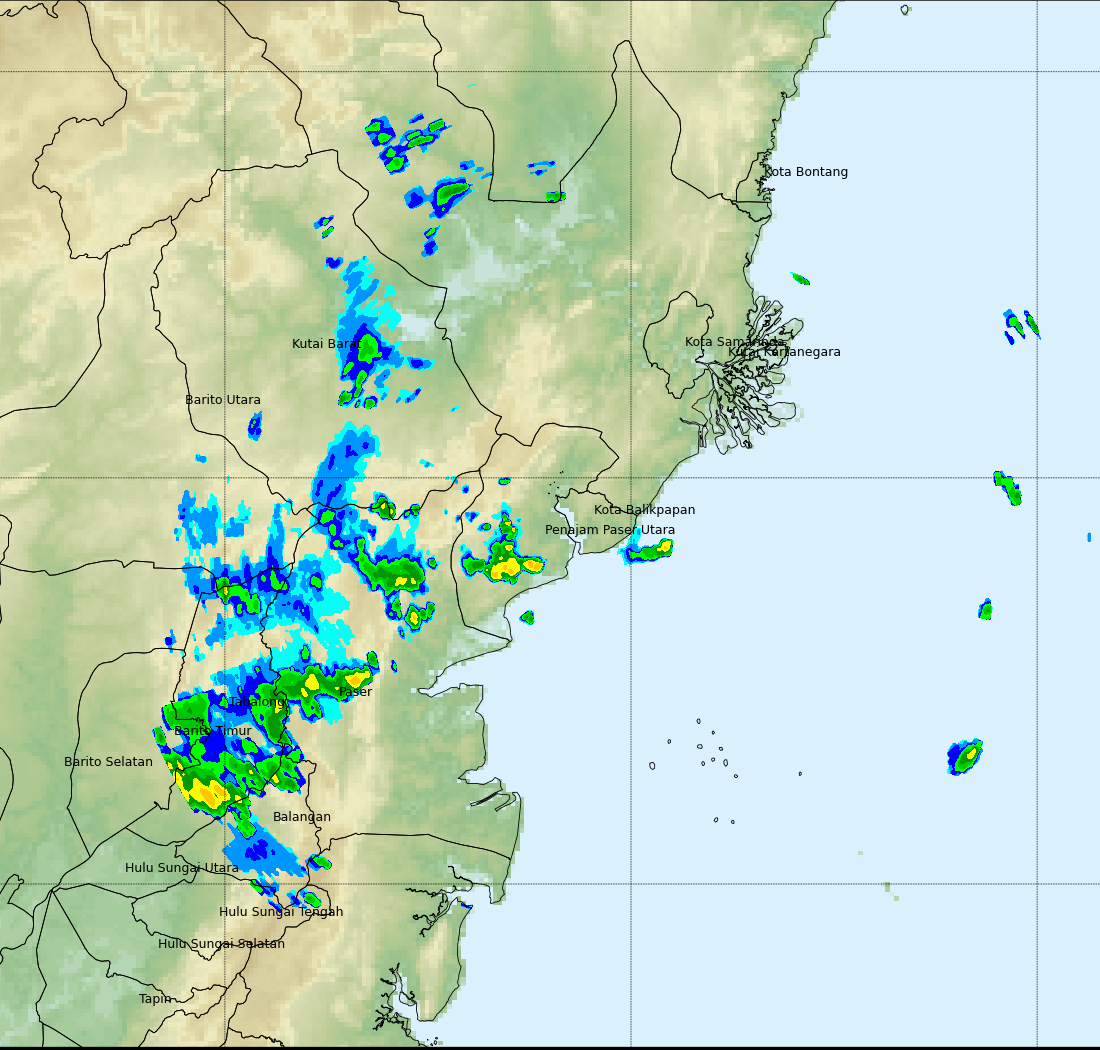 Kota Bontang
Kota Samarinda
Kutai Kartanegara
Kutai Barat
Barito Utara
Kota Balikpapan
Penajam Paser Utara
Paser
Tabalong
Barito Timur
Barito Selatan
Balangan
Hulu Sungai Utara
Hulu Sungai Tengah
Hulu Sungai Selatan
Tapin